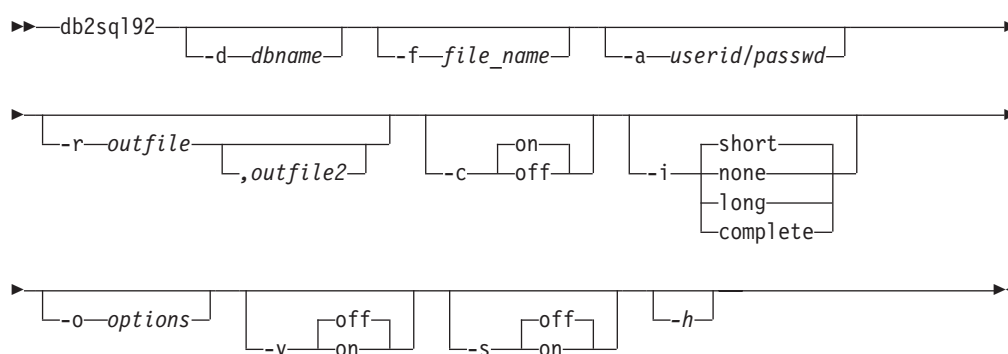 db2sql92 -d dbname -f file_name -a userid/passwd
-r outfile ,outfile2 -c on off -i short none long complete
-o options -v off on -s off on -h